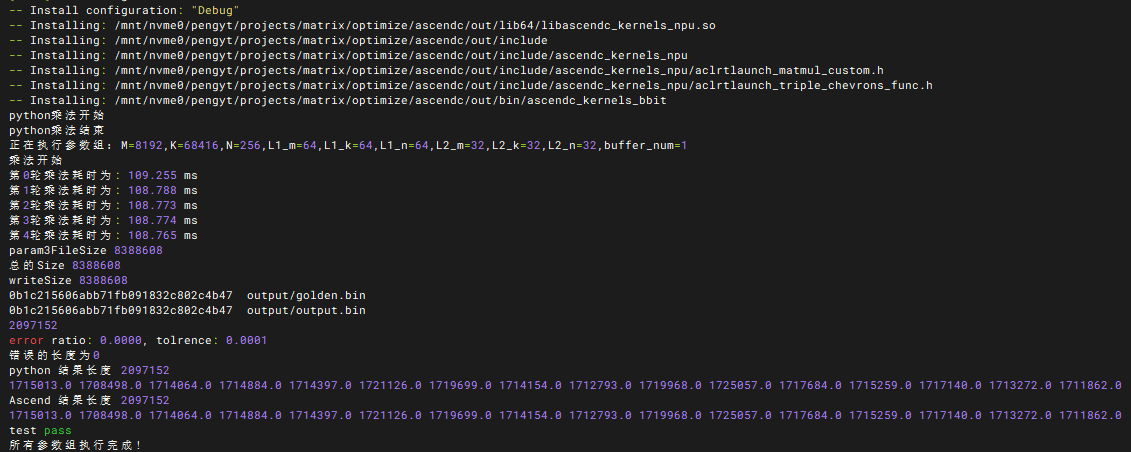 -- Install configuration: "Debug"
-- Installing: /mnt/nvme0/pengyt/projects/matrix/optimize/ascendc/out/lib64/libascendc_kernels_npu.so
-- Installing: /mnt/nvme0/pengyt/projects/matrix/optimize/ascendc/out/include
-- Installing: /mnt/nvme0/pengyt/projects/matrix/optimize/ascendc/out/include/ascendc_kernels_npu
-- Installing: /mnt/nvme0/pengyt/projects/matrix/optimize/ascendc/out/include/ascendc_kernels_npu/aclrtlaunch_matmul_custom.h
-- Installing: /mnt/nvme0/pengyt/projects/matrix/optimize/ascendc/out/include/ascendc_kernels_npu/aclrtlaunch_triple_chevrons_func.h
-- Installing: /mnt/nvme0/pengyt/projects/matrix/optimize/ascendc/out/bin/ascendc_kernels_bbit
python乘法开始
python乘法结束
正在执行参数组：M=8192,K=68416,N=256,L1_m=64,L1_k=64,L1_n=64,L2_m=32,L2_k=32,L2_n=32,buffer_num=1
乘法开始
第0轮乘法耗时为：109.255 ms
第1轮乘法耗时为：108.788 ms
第2轮乘法耗时为：108.773 ms
第3轮乘法耗时为：108.774 ms
第4轮乘法耗时为：108.765 ms
param3FileSize 8388608
总的Size 8388608
writeSize 8388608
0b1c215606abb71fb091832c802c4b47  output/golden.bin
0b1c215606abb71fb091832c802c4b47  output/output.bin
2097152
error ratio: 0.0000, tolrence: 0.0001
错误的长度为0
python 结果长度 2097152
1715013.0 1708498.0 1714064.0 1714884.0 1714397.0 1721126.0 1719699.0 1714154.0 1712793.0 1719968.0 1725057.0 1717684.0 1715259.0 1717140.0 1713272.0 1711862.0
Ascend 结果长度 2097152
1715013.0 1708498.0 1714064.0 1714884.0 1714397.0 1721126.0 1719699.0 1714154.0 1712793.0 1719968.0 1725057.0 1717684.0 1715259.0 1717140.0 1713272.0 1711862.0
test pass
所有参数组执行完成！